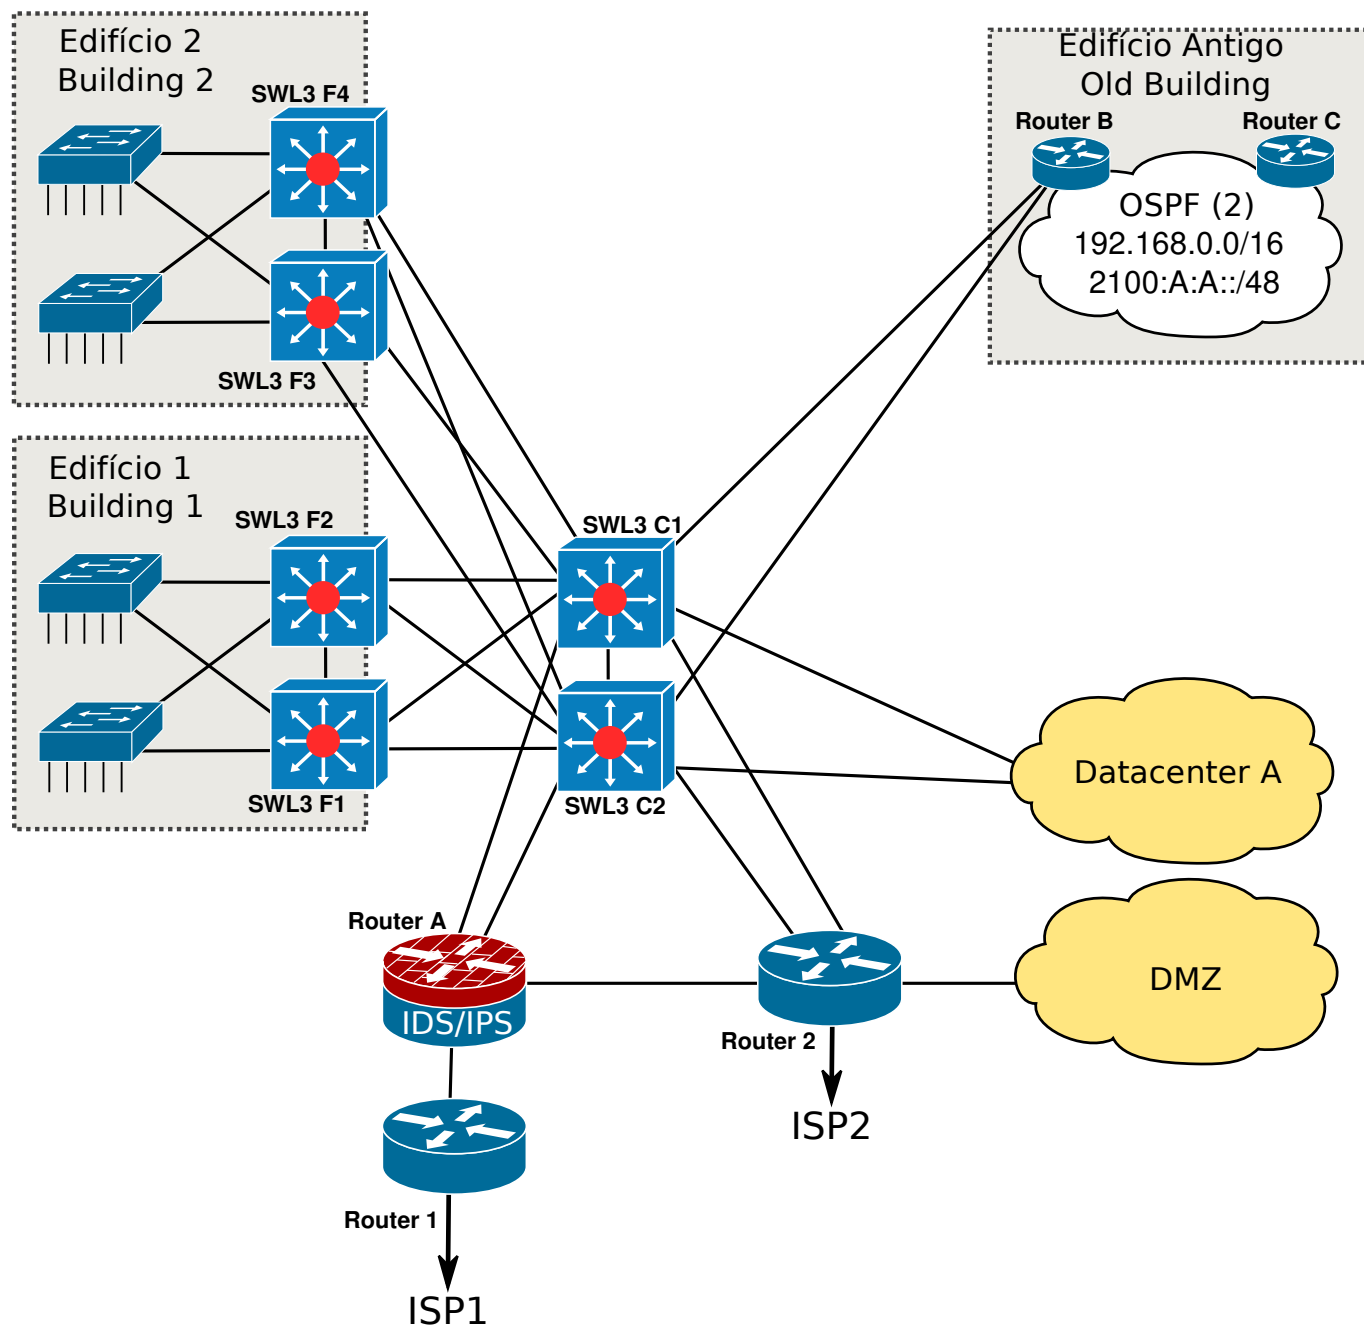 Edifício 2
Building 2
SWL3 F4
SWL3 F3
Edifício Antigo
Old Building
Router B
Router C
OSPF (2)
192.168.0.0/16
2100:A:A::/48
Edifício 1
Building 1
SWL3 F2
SWL3 F1
SWL3 C1
SWL3 C2
Datacenter A
Router A
IDS/IPS
DMZ
Router 2
ISP2
Router 1
ISP1